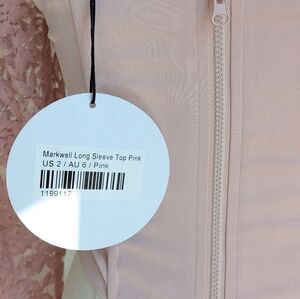 Markwell Long Sleeve Top Pink
US 2 / AU 6 / Pink
1199117